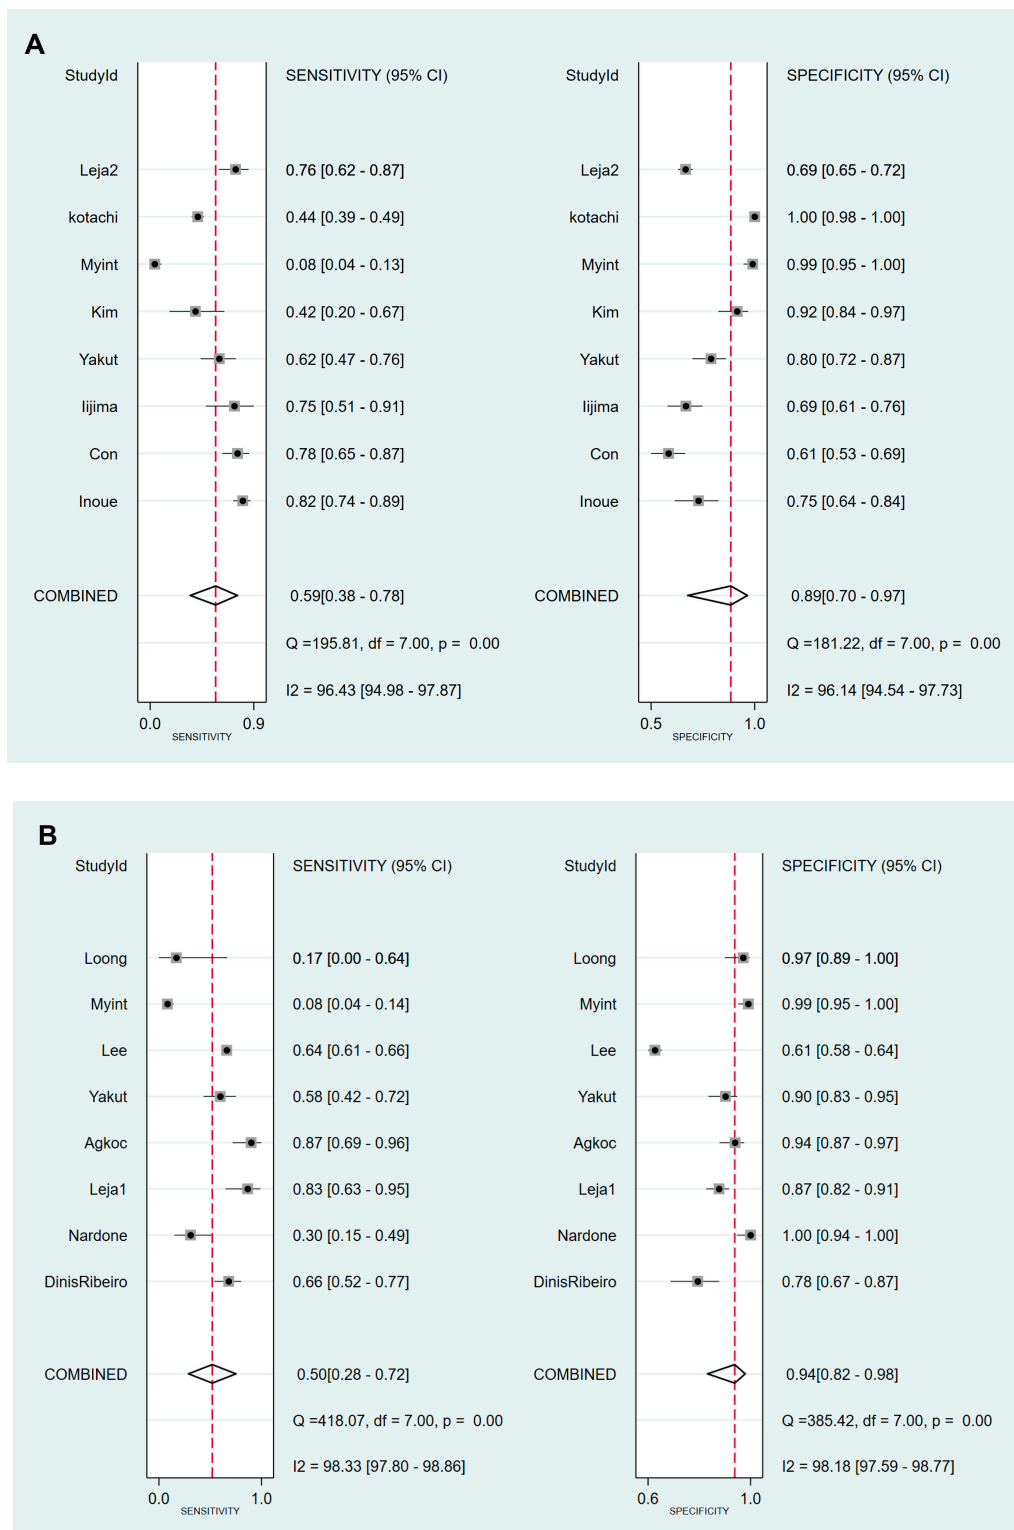 A
StudyId SENSITIVITY (95% CI) StudyId SPECIFICITY (95% CI)
Leja2 0.76 [0.62 - 0.87] Leja2 0.69 [0.65 - 0.72]
kotachi 0.44 [0.39 - 0.49] kotachi 1.00 [0.98 - 1.00]
Myint 0.08 [0.04 - 0.13] Myint 0.99 [0.95 - 1.00]
Kim 0.42 [0.20 - 0.67] Kim 0.92 [0.84 - 0.97]
Yakut 0.62 [0.47 - 0.76] Yakut 0.80 [0.72 - 0.87]
Iijima 0.75 [0.51 - 0.91] Iijima 0.69 [0.61 - 0.76]
Con 0.78 [0.65 - 0.87] Con 0.61 [0.53 - 0.69]
Inoue 0.82 [0.74 - 0.89] Inoue 0.75 [0.64 - 0.84]
COMBINED 0.59[0.38 - 0.78] COMBINED 0.89[0.70 - 0.97]
Q =195.81, df = 7.00, p = 0.00 Q =181.22, df = 7.00, p = 0.00
I2 = 96.43 [94.98 - 97.87] I2 = 96.14 [94.54 - 97.73]
0.0 0.9 0.5 1.0
SENSITIVITY SPECIFICITY
B
StudyId SENSITIVITY (95% CI) StudyId SPECIFICITY (95% CI)
Loong 0.17 [0.00 - 0.64] Loong 0.97 [0.89 - 1.00]
Myint 0.08 [0.04 - 0.14] Myint 0.99 [0.95 - 1.00]
Lee 0.64 [0.61 - 0.66] Lee 0.61 [0.58 - 0.64]
Yakut 0.58 [0.42 - 0.72] Yakut 0.90 [0.83 - 0.95]
Agkoc 0.87 [0.69 - 0.96] Agkoc 0.94 [0.87 - 0.97]
Leja1 0.83 [0.63 - 0.95] Leja1 0.87 [0.82 - 0.91]
Nardone 0.30 [0.15 - 0.49] Nardone 1.00 [0.94 - 1.00]
DinisRibeiro 0.66 [0.52 - 0.77] DinisRibeiro 0.78 [0.67 - 0.87]
COMBINED 0.50[0.28 - 0.72] COMBINED 0.94[0.82 - 0.98]
Q =418.07, df = 7.00, p = 0.00 Q =385.42, df = 7.00, p = 0.00
I2 = 98.33 [97.80 - 98.86] I2 = 98.18 [97.59 - 98.77]
0.0 1.0 0.6 1.0
SENSITIVITY SPECIFICITY